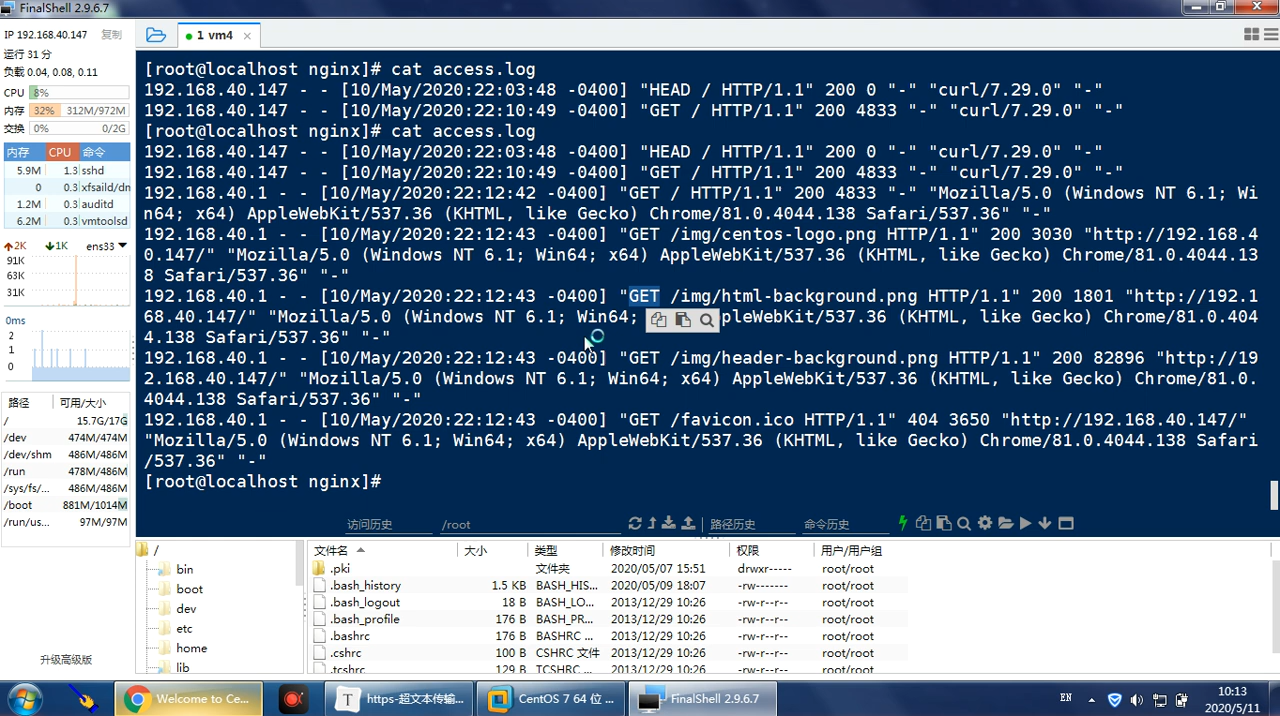 FinalShell 2.9.6.7
IP 192.168.40.147 复制
运行 31 分
负载 0.04, 0.08, 0.11
CPU 8%
内存 32% 312M/972M
交换 0% 0/2G
内存 CPU 命令
5.9M 1.3 sshd
0 0.3 xfsaild/dm
1.2M 0.3 auditd
6.2M 0.3 vmtoolsd
2K 1K ens33
91K
63K
31K
0ms
2
1
0
路径 可用/大小
/ 15.7G/17G
/dev 474M/474M
/dev/shm 486M/486M
/run 478M/486M
/sys/fs/... 486M/486M
/boot 881M/1014M
/run/us... 97M/97M
升级高级版
1 vm4
[root@localhost nginx]# cat access.log
192.168.40.147 - - [10/May/2020:22:03:48 -0400] "HEAD / HTTP/1.1" 200 0 "-" "curl/7.29.0" "-"
192.168.40.147 - - [10/May/2020:22:10:49 -0400] "GET / HTTP/1.1" 200 4833 "-" "curl/7.29.0" "-"
[root@localhost nginx]# cat access.log
192.168.40.147 - - [10/May/2020:22:03:48 -0400] "HEAD / HTTP/1.1" 200 0 "-" "curl/7.29.0" "-"
192.168.40.147 - - [10/May/2020:22:10:49 -0400] "GET / HTTP/1.1" 200 4833 "-" "curl/7.29.0" "-"
192.168.40.1 - - [10/May/2020:22:12:42 -0400] "GET / HTTP/1.1" 200 4833 "-" "Mozilla/5.0 (Windows NT 6.1; Wi
n64; x64) AppleWebKit/537.36 (KHTML, like Gecko) Chrome/81.0.4044.138 Safari/537.36" "-"
192.168.40.1 - - [10/May/2020:22:12:43 -0400] "GET /img/centos-logo.png HTTP/1.1" 200 3030 "http://192.168.4
0.147/" "Mozilla/5.0 (Windows NT 6.1; Win64; x64) AppleWebKit/537.36 (KHTML, like Gecko) Chrome/81.0.4044.13
8 Safari/537.36" "-"
192.168.40.1 - - [10/May/2020:22:12:43 -0400] "GET /img/html-background.png HTTP/1.1" 200 1801 "http://192.1
68.40.147/" "Mozilla/5.0 (Windows NT 6.1; Win64; pleWebKit/537.36 (KHTML, like Gecko) Chrome/81.0.404
4.138 Safari/537.36" "-"
192.168.40.1 - - [10/May/2020:22:12:43 -0400] "GET /img/header-background.png HTTP/1.1" 200 82896 "http://19
2.168.40.147/" "Mozilla/5.0 (Windows NT 6.1; Win64; x64) AppleWebKit/537.36 (KHTML, like Gecko) Chrome/81.0.
4044.138 Safari/537.36" "-"
192.168.40.1 - - [10/May/2020:22:12:43 -0400] "GET /favicon.ico HTTP/1.1" 404 3650 "http://192.168.40.147/"
"Mozilla/5.0 (Windows NT 6.1; Win64; x64) AppleWebKit/537.36 (KHTML, like Gecko) Chrome/81.0.4044.138 Safari
/537.36" "-"
[root@localhost nginx]#
访问历史 /root 路径历史 命令历史
/
bin
boot
dev
etc
home
lib
文件名 大小 类型 修改时间 权限 用户/用户组
.pki 文件夹 2020/05/07 15:51 drwxr----- root/root
.bash_history 1.5 KB BASH_HIS... 2020/05/09 18:07 -rw------- root/root
.bash_logout 18 B BASH_LO... 2013/12/29 10:26 -rw-r--r-- root/root
.bash_profile 176 B BASH_PR... 2013/12/29 10:26 -rw-r--r-- root/root
.bashrc 176 B BASHRC ... 2013/12/29 10:26 -rw-r--r-- root/root
.cshrc 100 B CSHRC 文件 2013/12/29 10:26 -rw-r--r-- root/root
.tcshrc 129 B TCSHRC ... 2013/12/29 10:26 -rw-r--r-- root/root
Welcome to Ce...
https-超文本传输...
CentOS 7 64 位 ...
FinalShell 2.9.6.7
EN
10:13
2020/5/11